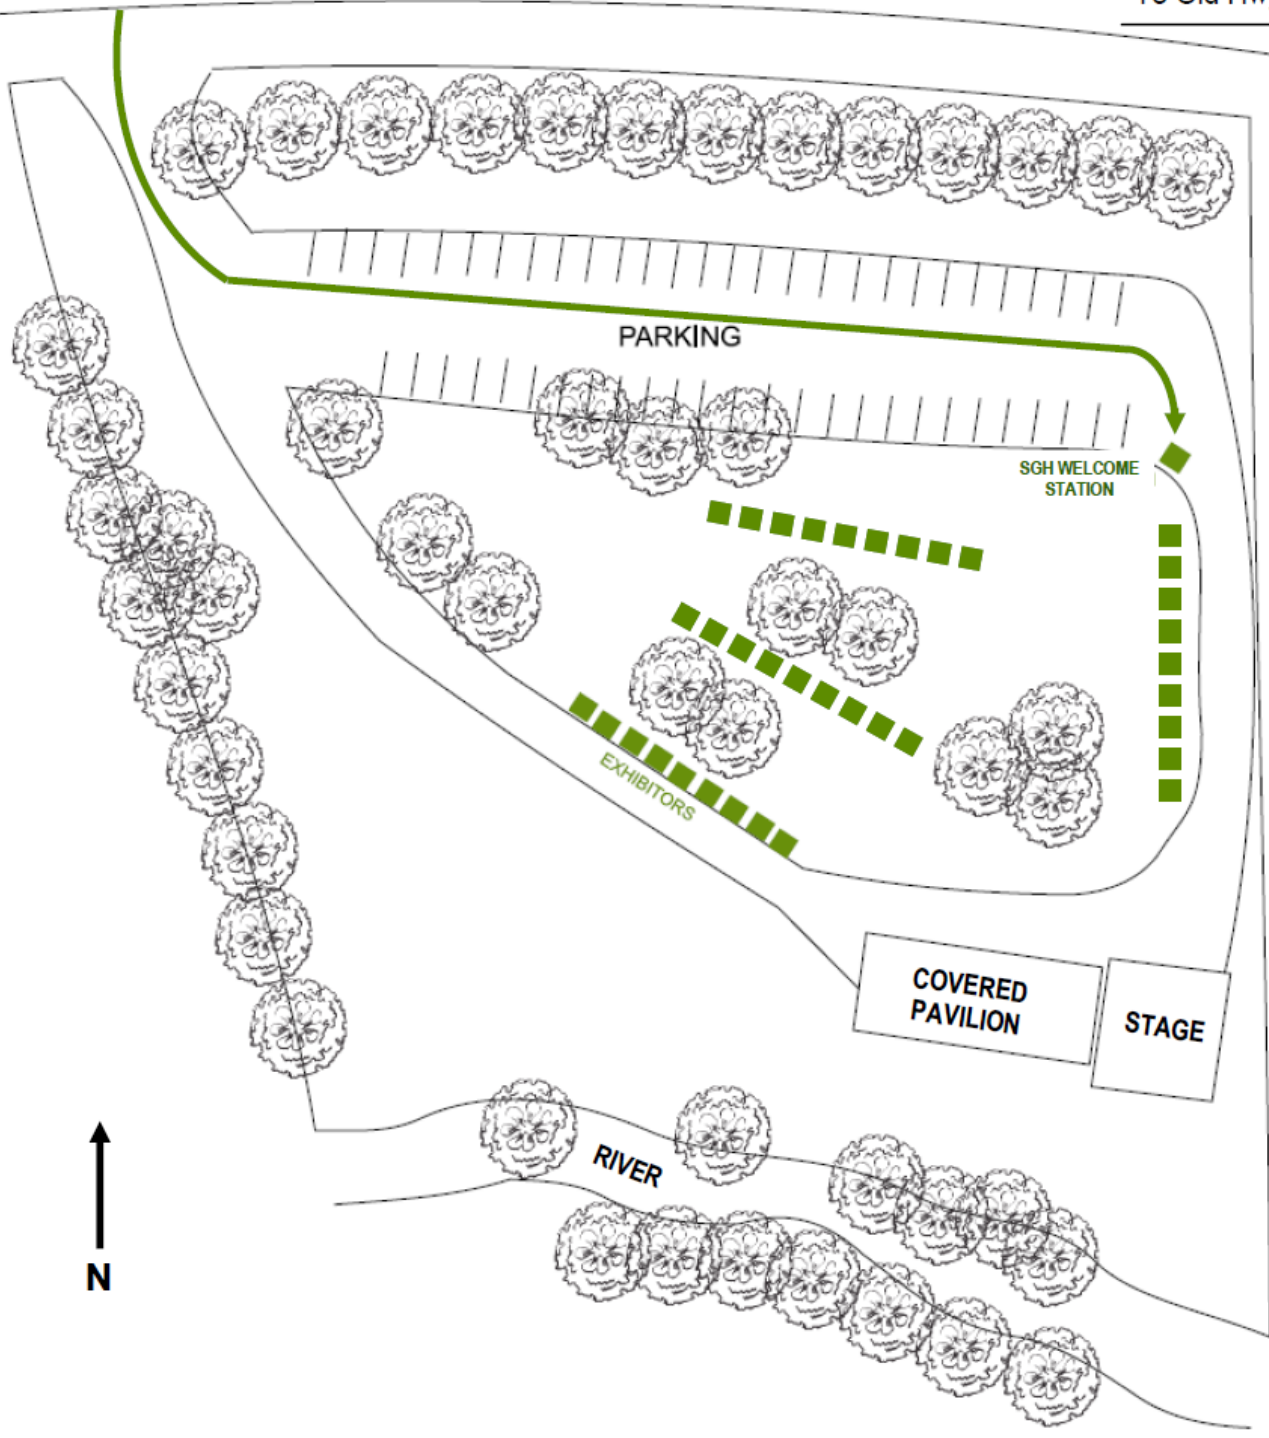 PARKING
SGH WELCOME
STATION
EXHIBITORS
COVERED
PAVILION
STAGE
RIVER
N